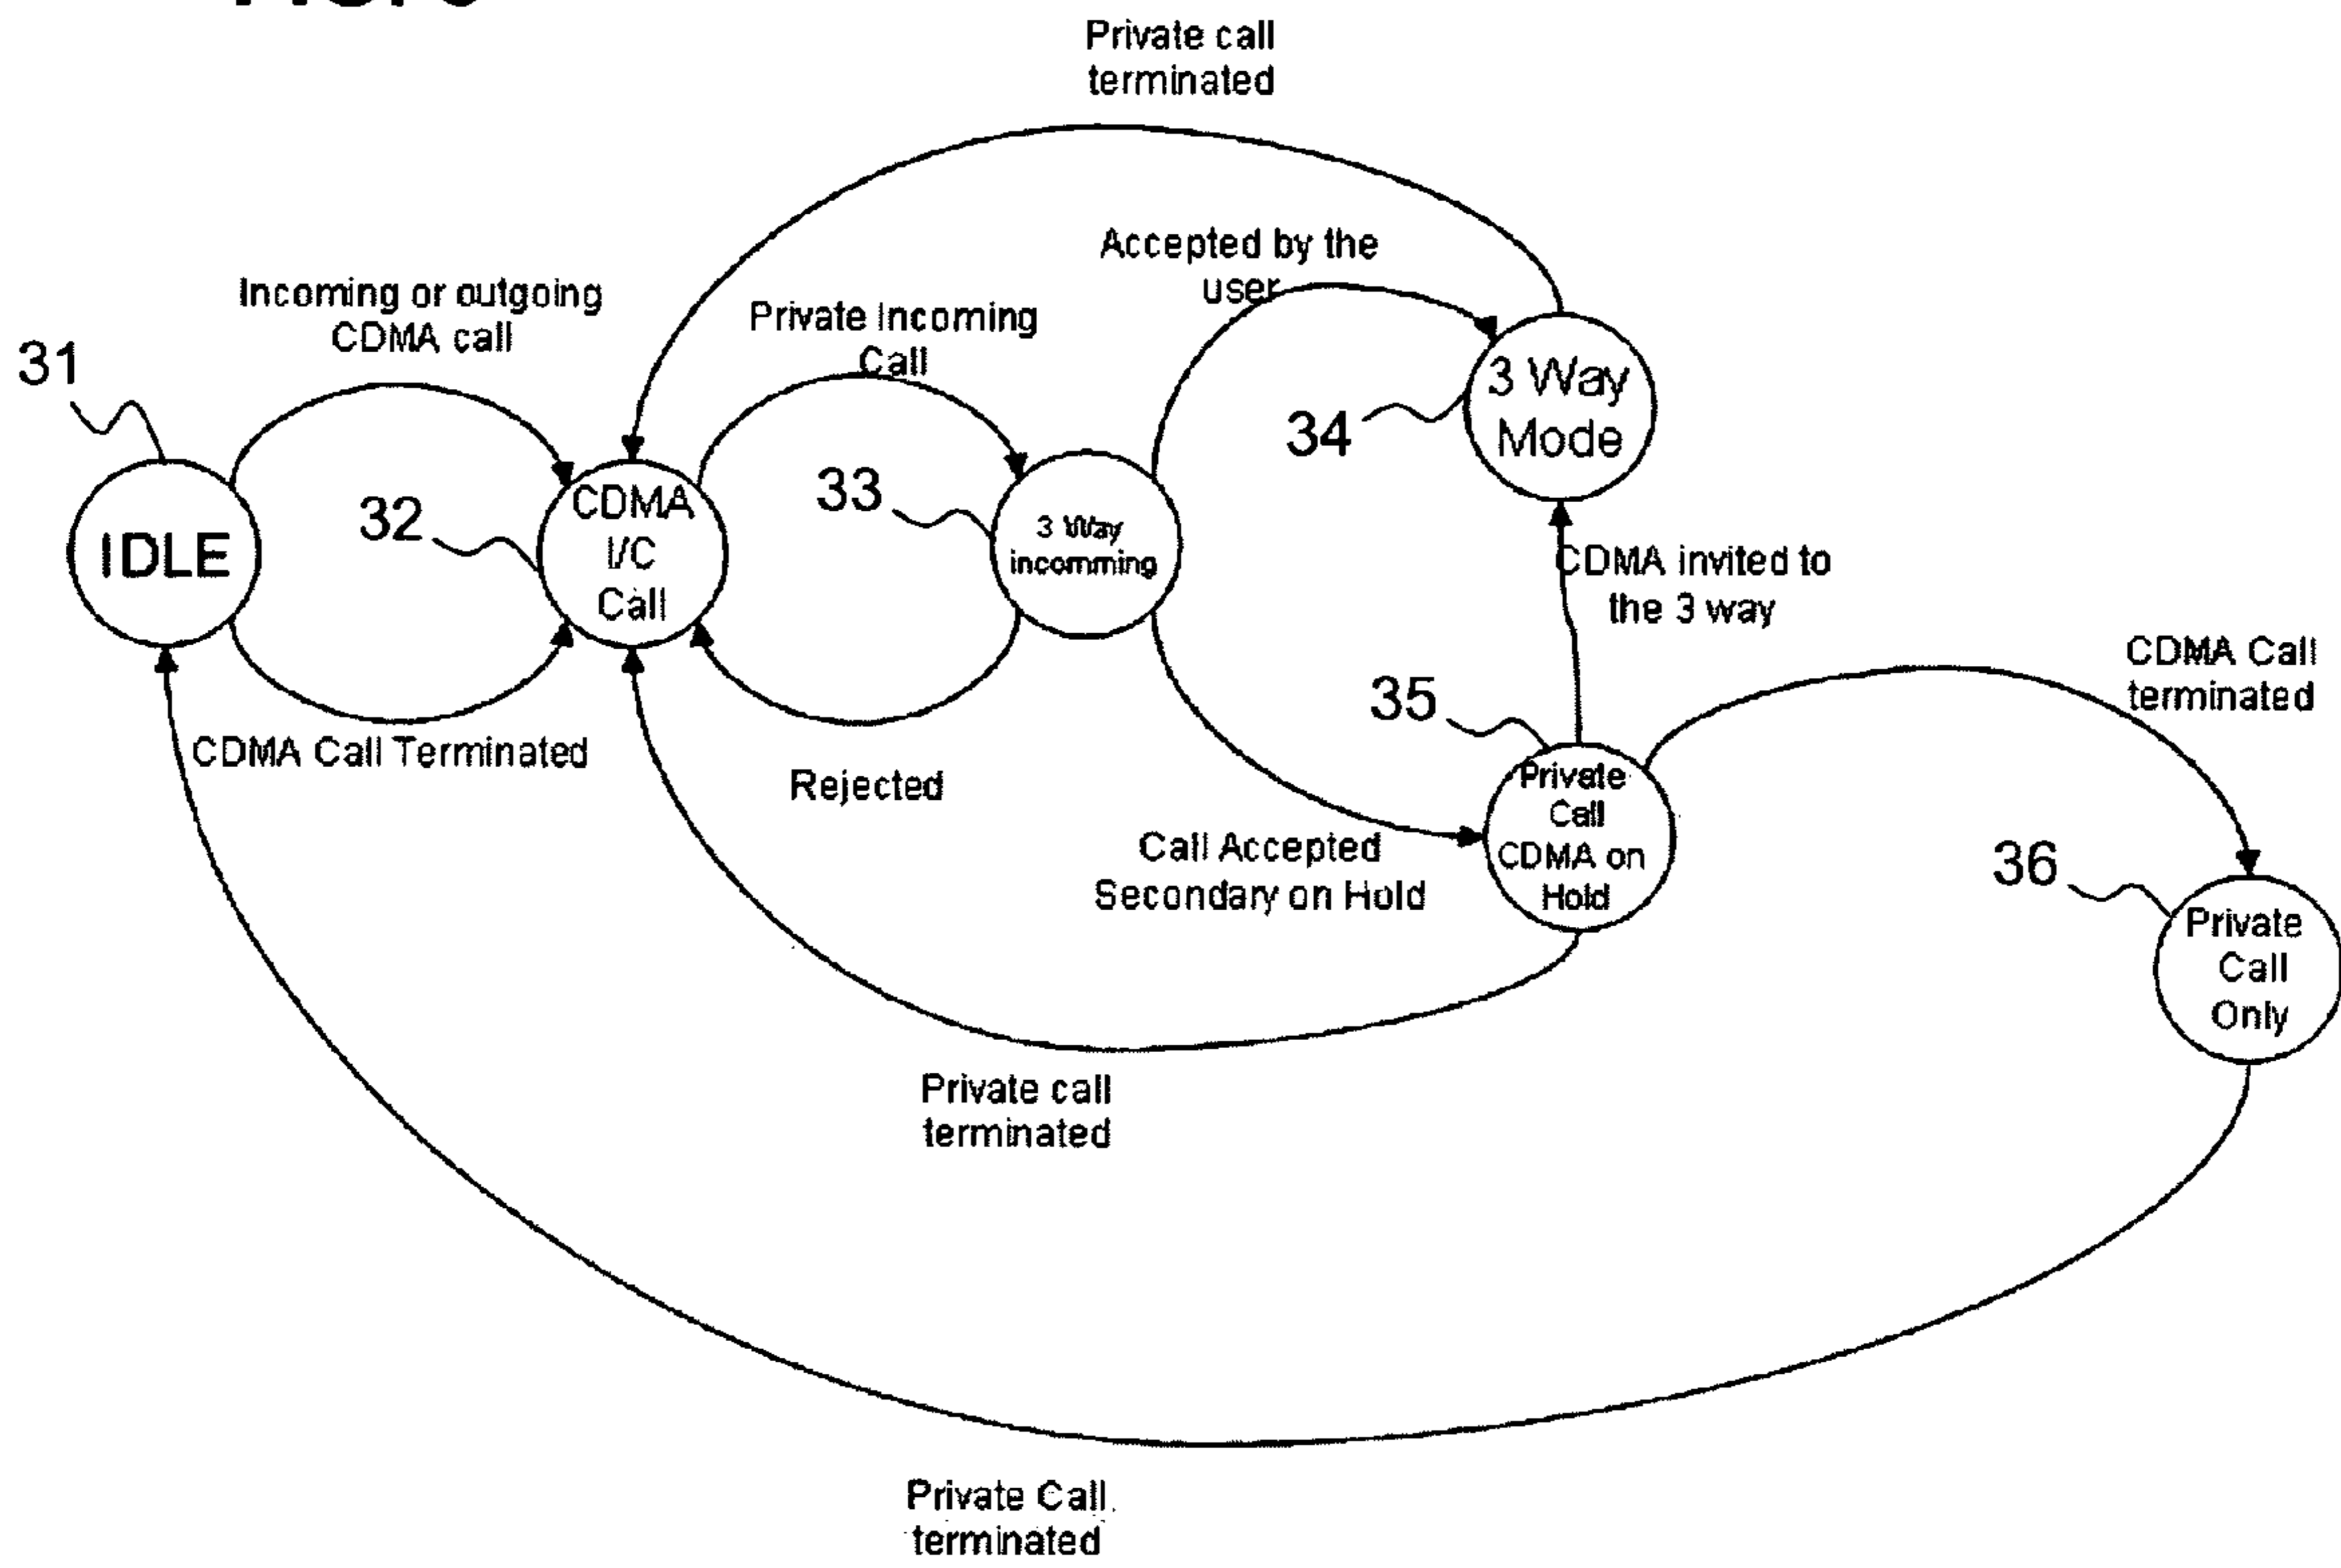 Private call
terminated
Accepted by the
user
Incoming or outgoing
CDMA call
Private Incoming
Call
31
3 Way
Mode
34
33
32
CDMA
I/C
Call
3 Way
incomming
IDLE
CDMA invited to
the 3 way
CDMA Call
terminated
35
CDMA Call Terminated
Rejected
Private
Call
CDMA on
Hold
Call Accepted
Secondary on Hold
36
Private
Call
Only
Private call
terminated
Private Call
terminated